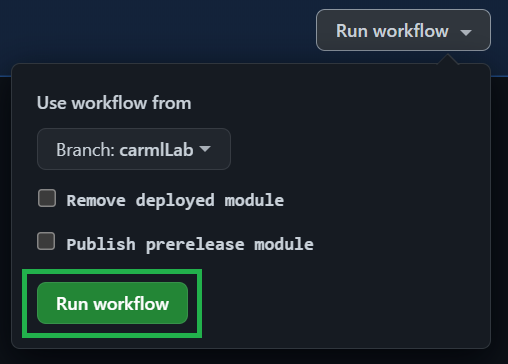 Run workflow
Use workflow from
Branch: carmlLab
Remove deployed module
Publish prerelease module
Run workflow